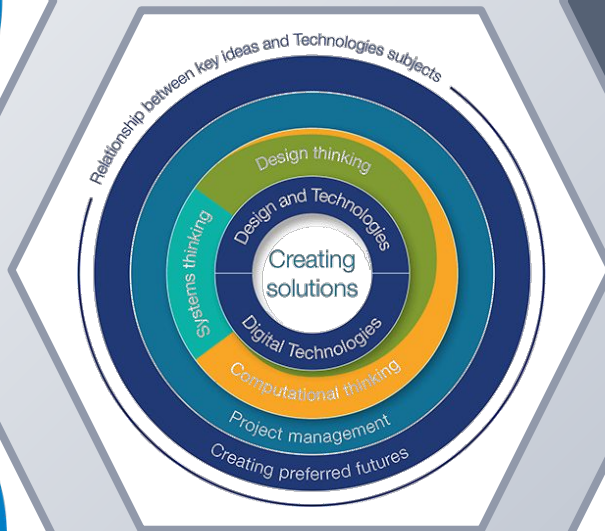 Relationship between key ideas and Technologies subjects
Design thinking
Design and Technologies
Systems thinking
Creating
solutions
Digital Technologies
Computational thinking
Project management
Creating preferred futures